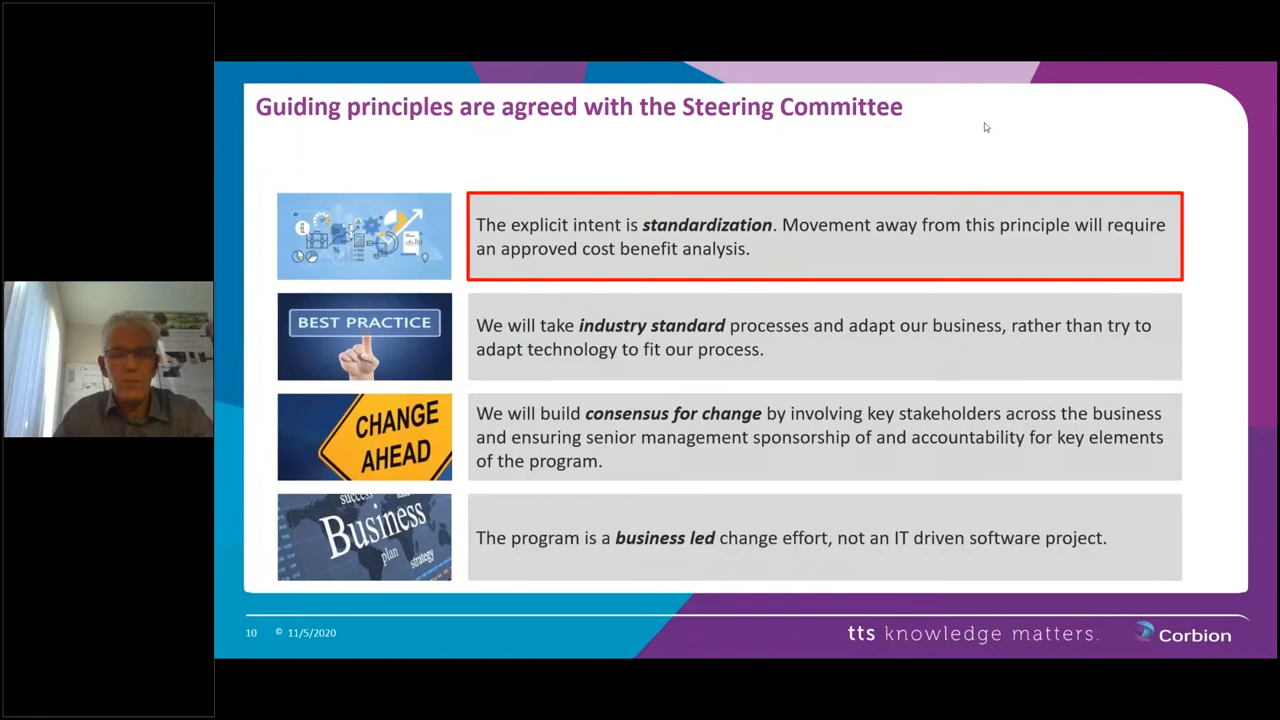 Guiding principles are agreed with the Steering Committee
The explicit intent is standardization. Movement away from this principle will require
an approved cost benefit analysis.
BEST PRACTICE
We will take industry standard processes and adapt our business, rather than try to
adapt technology to fit our process.
CHANGE
AHEAD
We will build consensus for change by involving key stakeholders across the business
and ensuring senior management sponsorship of and accountability for key elements
of the program.
success
Business
plan
strategy
The program is a business led change effort, not an IT driven software project.
10 © 11/5/2020
tts knowledge matters.
Corbion